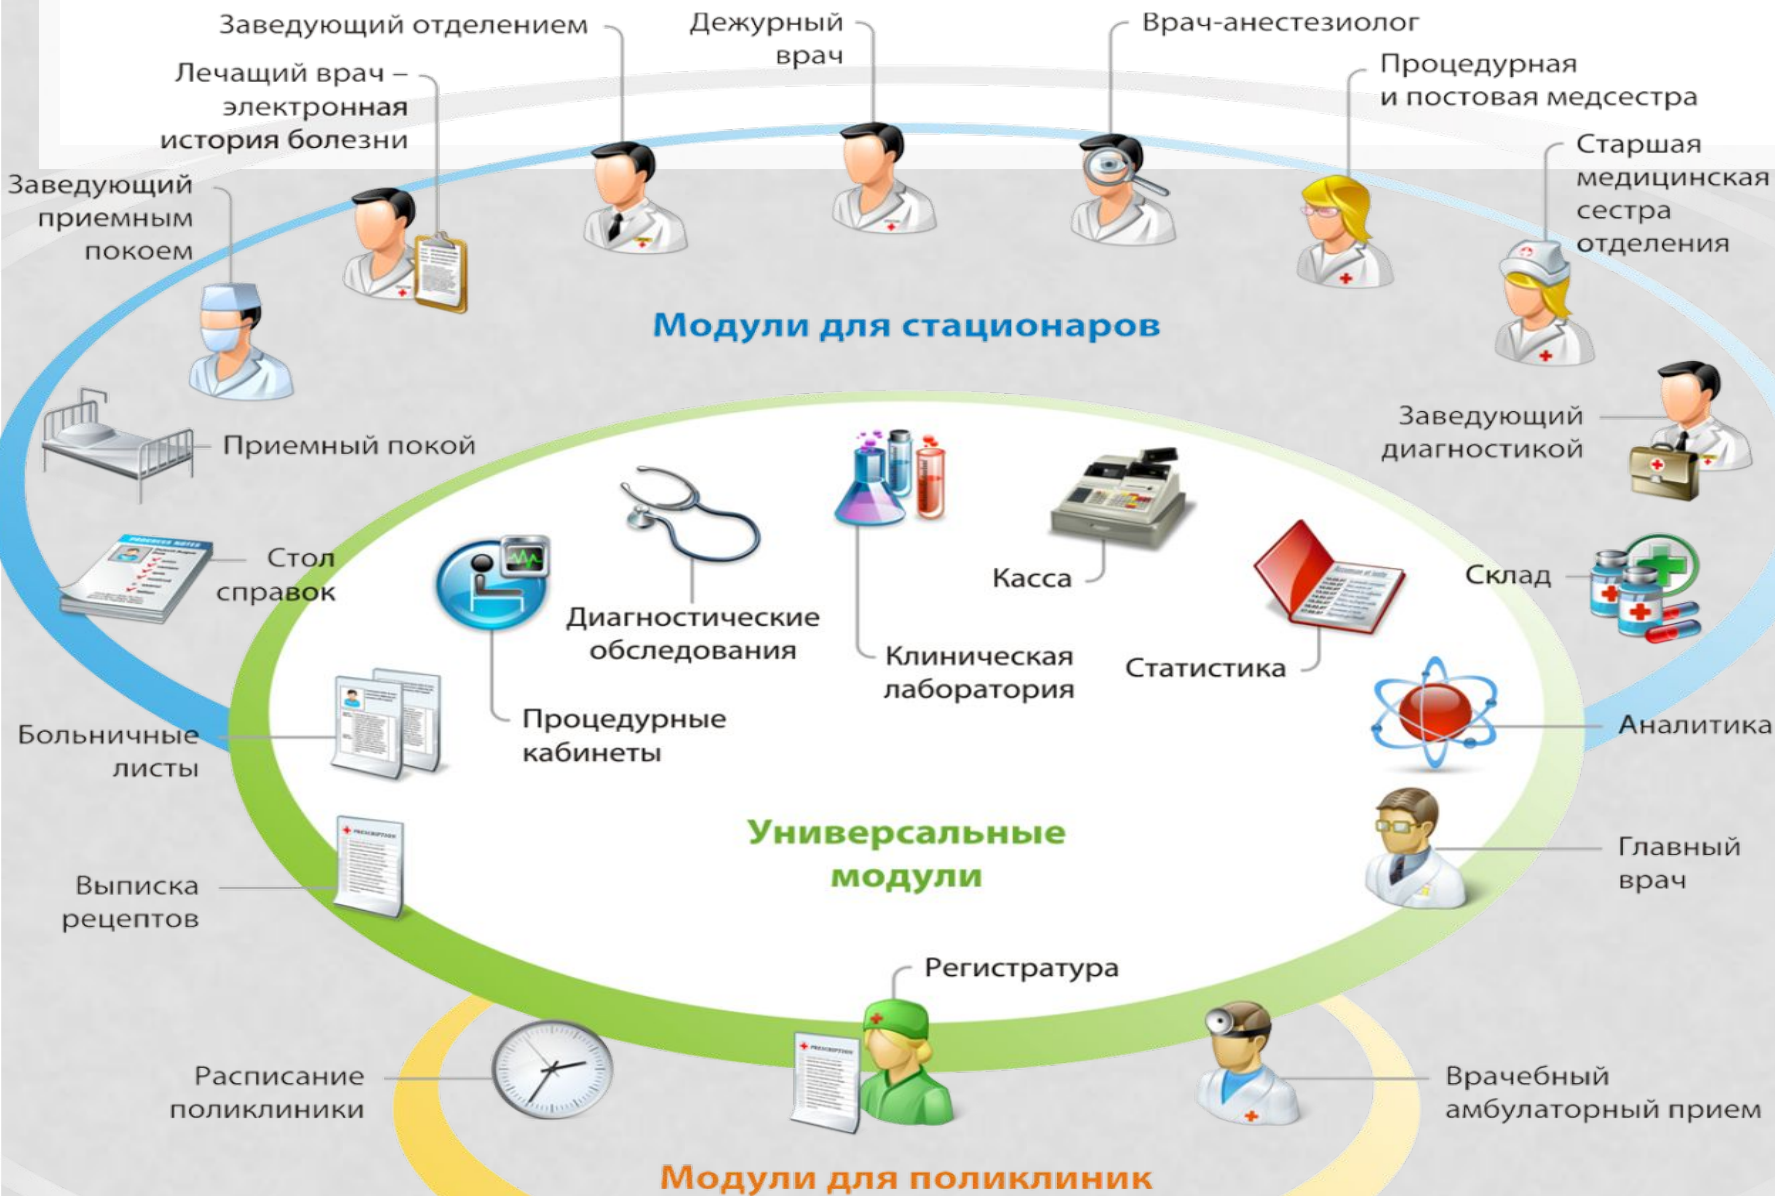 Заведующий отделением
Дежурный
врач
Врач-анестезиолог
Лечащий врач –
электронная
история болезни
Процедурная
и постовая медсестра
Заведующий
приемным
покоем
Старшая
медицинская
сестра
отделения
Модули для стационаров
Приемный покой
Заведующий
диагностикой
Стол
справок
Диагностические
обследования
Касса
Склад
Клиническая
лаборатория
Статистика
Процедурные
кабинеты
Больничные
листы
Аналитика
Универсальные
модули
Главный
врач
Выписка
рецептов
PRESCRIPTION
Регистратура
PRESCRIPTION
Расписание
поликлиники
Врачебный
амбулаторный прием
Модули для поликлиник